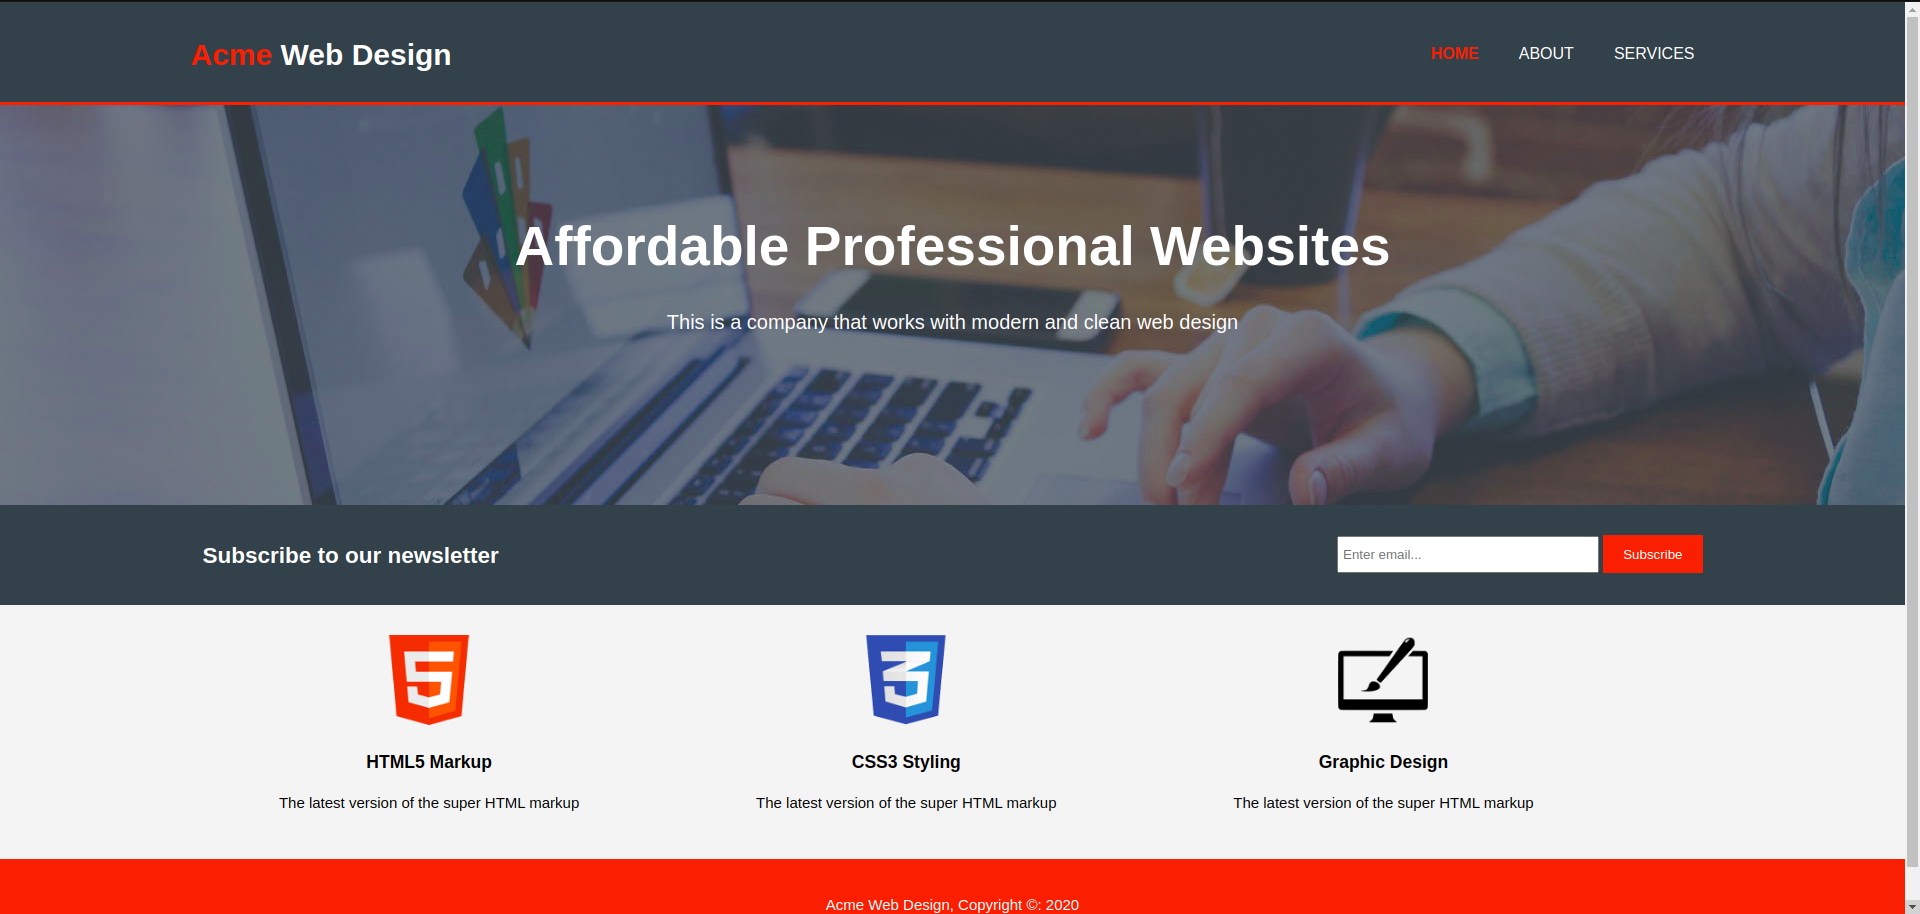 Acme Web Design
HOME ABOUT SERVICES
Affordable Professional Websites
This is a company that works with modern and clean web design
Subscribe to our newsletter
Enter email... Subscribe
HTML5 Markup
The latest version of the super HTML markup
CSS3 Styling
The latest version of the super HTML markup
Graphic Design
The latest version of the super HTML markup
Acme Web Design, Copyright ©: 2020